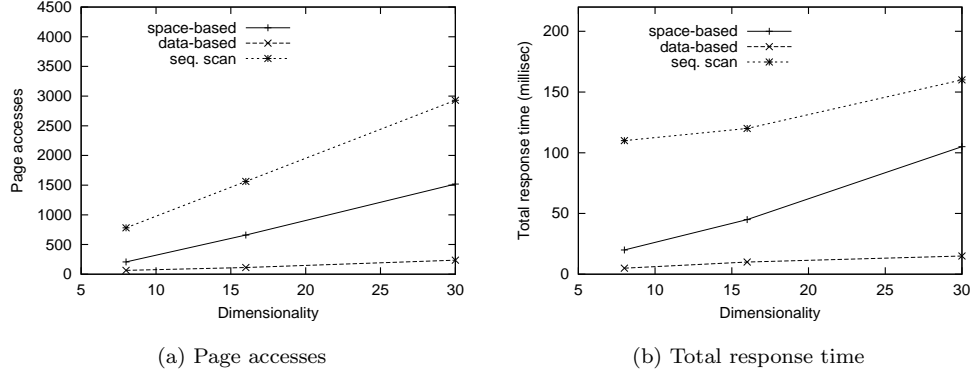 4500
4000
3500
3000
2500
2000
1500
1000
500
0
Page accesses
space-based
data-based
seq. scan
5 10 15 20 25 30
Dimensionality
(a) Page accesses
200
150
100
50
0
Total response time (millisec)
space-based
data-based
seq. scan
5 10 15 20 25 30
Dimensionality
(b) Total response time